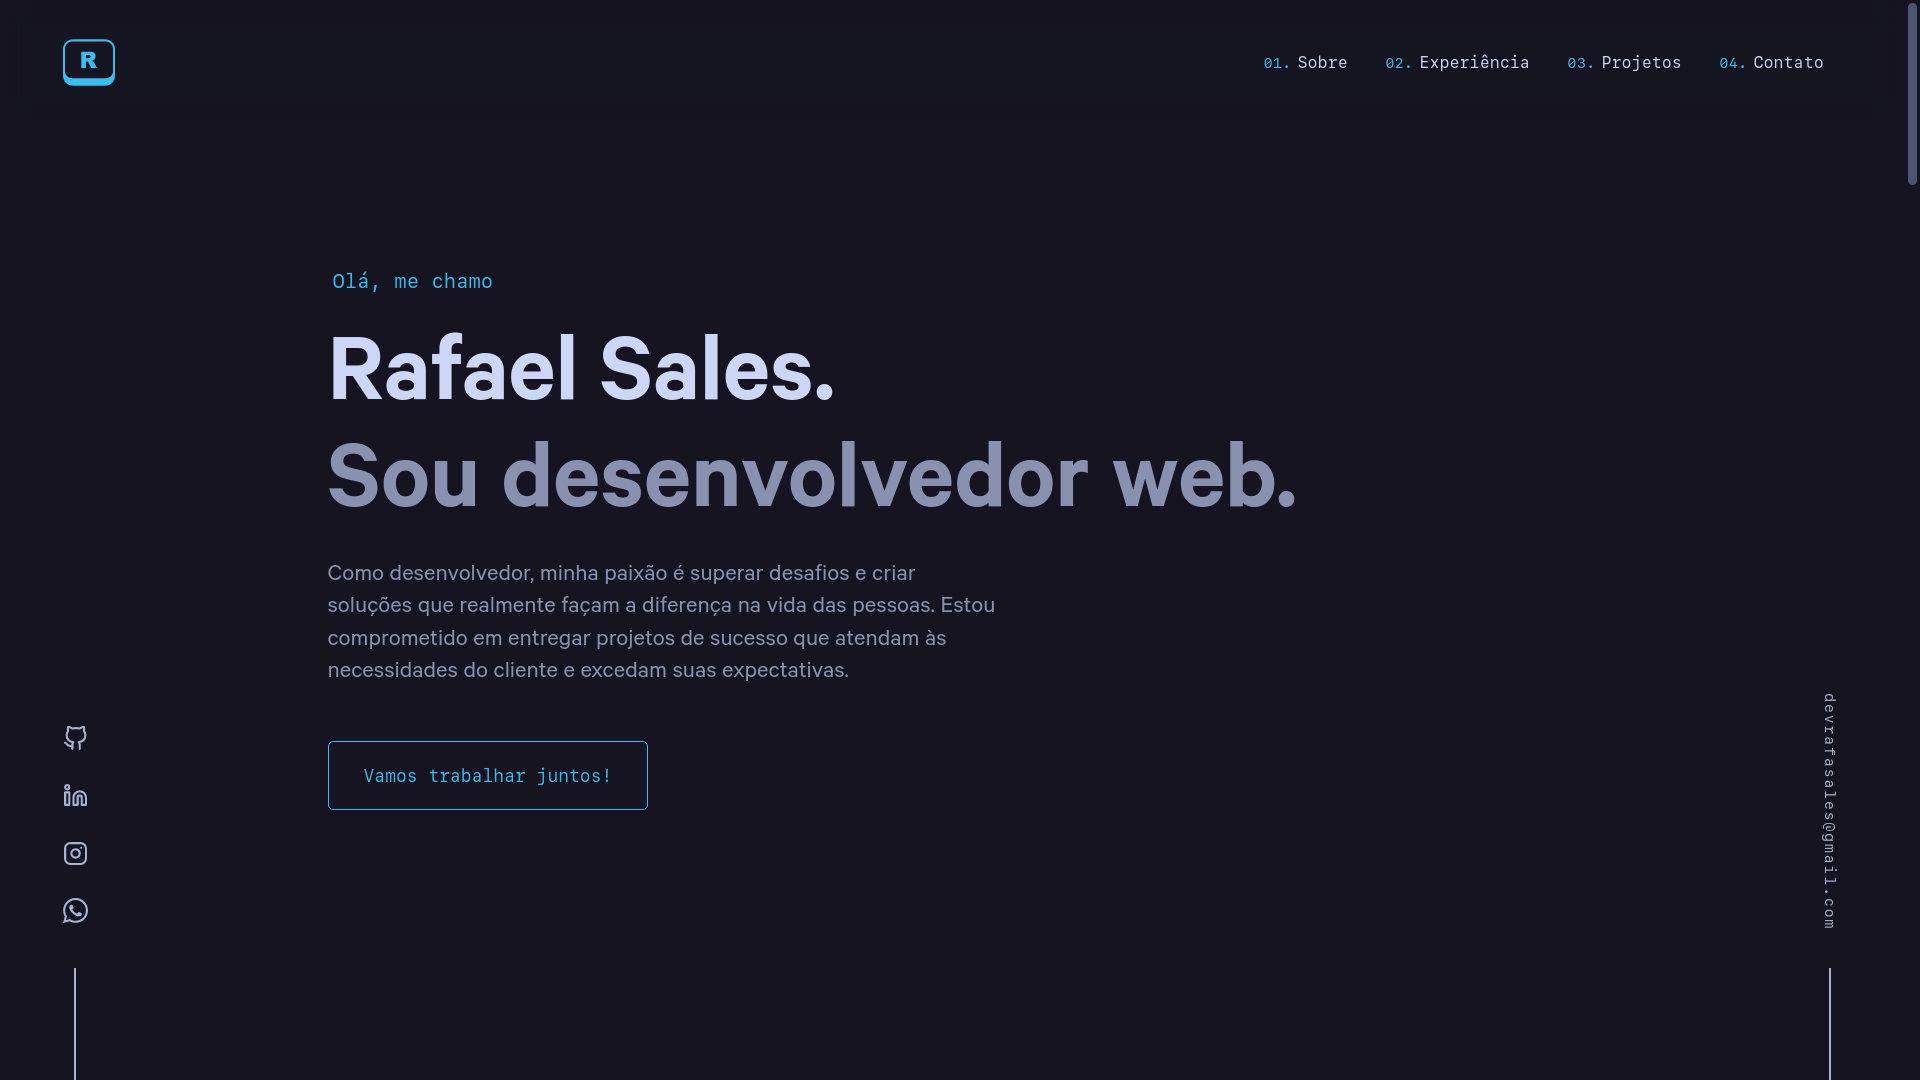 R
01. Sobre
02. Experiência
03. Projetos
04. Contato
Olá, me chamo
Rafael Sales.
Sou desenvolvedor web.
Como desenvolvedor, minha paixão é superar desafios e criar
soluções que realmente façam a diferença na vida das pessoas. Estou
comprometido em entregar projetos de sucesso que atendam às
necessidades do cliente e excedam suas expectativas.
Vamos trabalhar juntos!
devrafasales@gmail.com